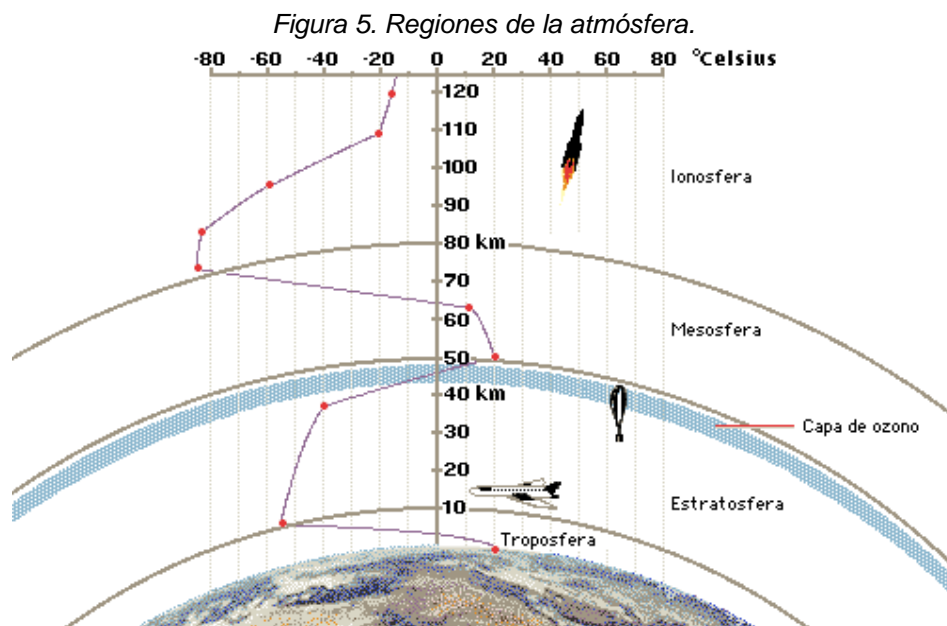 Figura 5. Regiones de la atmósfera.
-80 -60 -40 -20 0 20 40 60 80 °Celsius
120
110
100
Ionosfera
90
80 km
70
60
Mesosfera
50
40 km
Capa de ozono
30
20
Estratosfera
10
Troposfera